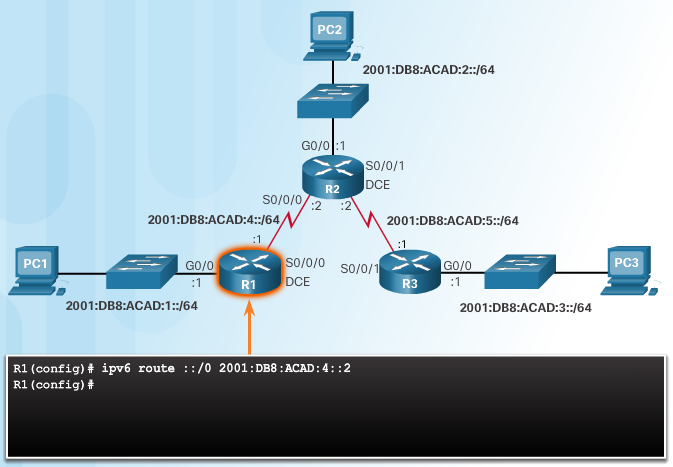 PC2
2001:DB8:ACAD:2::/64
G0/0 :1
S0/0/1
R2
DCE
S0/0/0
:2 :2
2001:DB8:ACAD:4::/64
2001:DB8:ACAD:5::/64
:1
:1
PC1
G0/0
S0/0/0
S0/0/1
G0/0
PC3
:1
R1
DCE
R3
:1
2001:DB8:ACAD:1::/64
2001:DB8:ACAD:3::/64
R1(config)# ipv6 route ::/0 2001:DB8:ACAD:4::2
R1(config)#